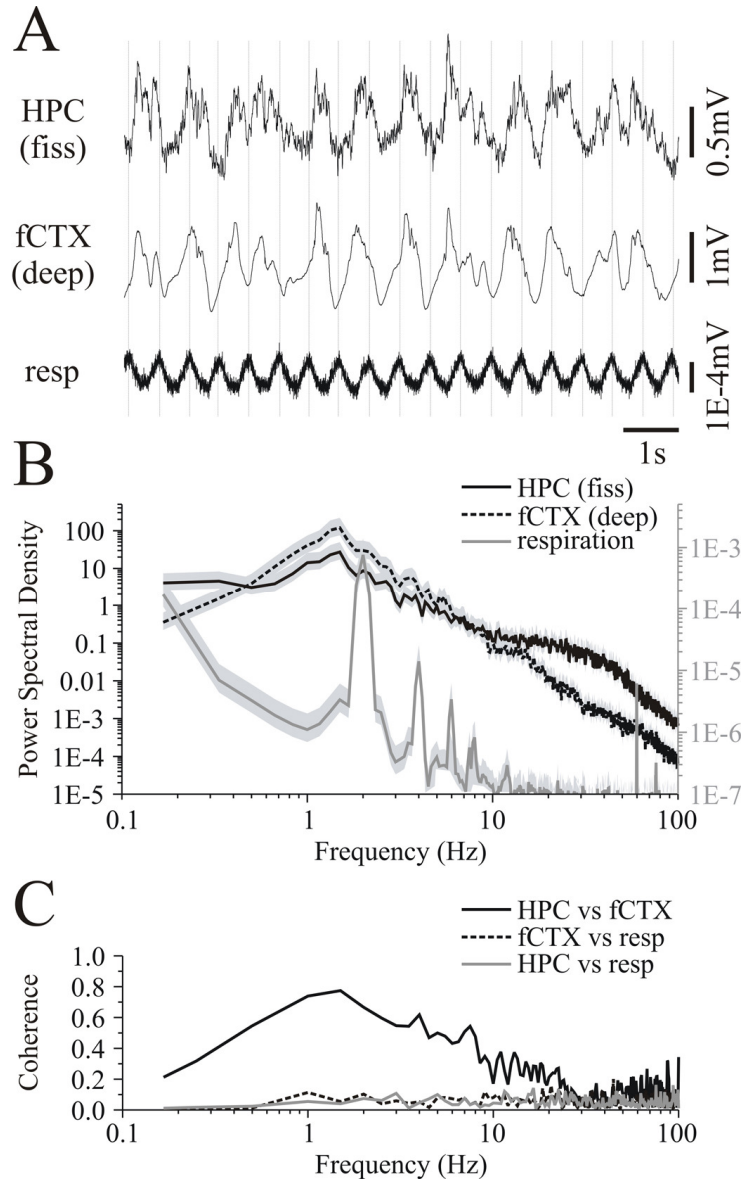 A
HPC
(fiss)
0.5mV
fCTX
(deep)
1mV
resp
1E-4mV
1s
B
HPC (fiss)
fCTX (deep)
respiration
Power Spectral Density
100
10
1
0.1
0.01
1E-3
1E-4
1E-5
1E-3
1E-4
1E-5
1E-6
1E-7
0.1
1
10
100
Frequency (Hz)
C
HPC vs fCTX
fCTX vs resp
HPC vs resp
Coherence
1.0
0.8
0.6
0.4
0.2
0.0
0.1
1
10
100
Frequency (Hz)